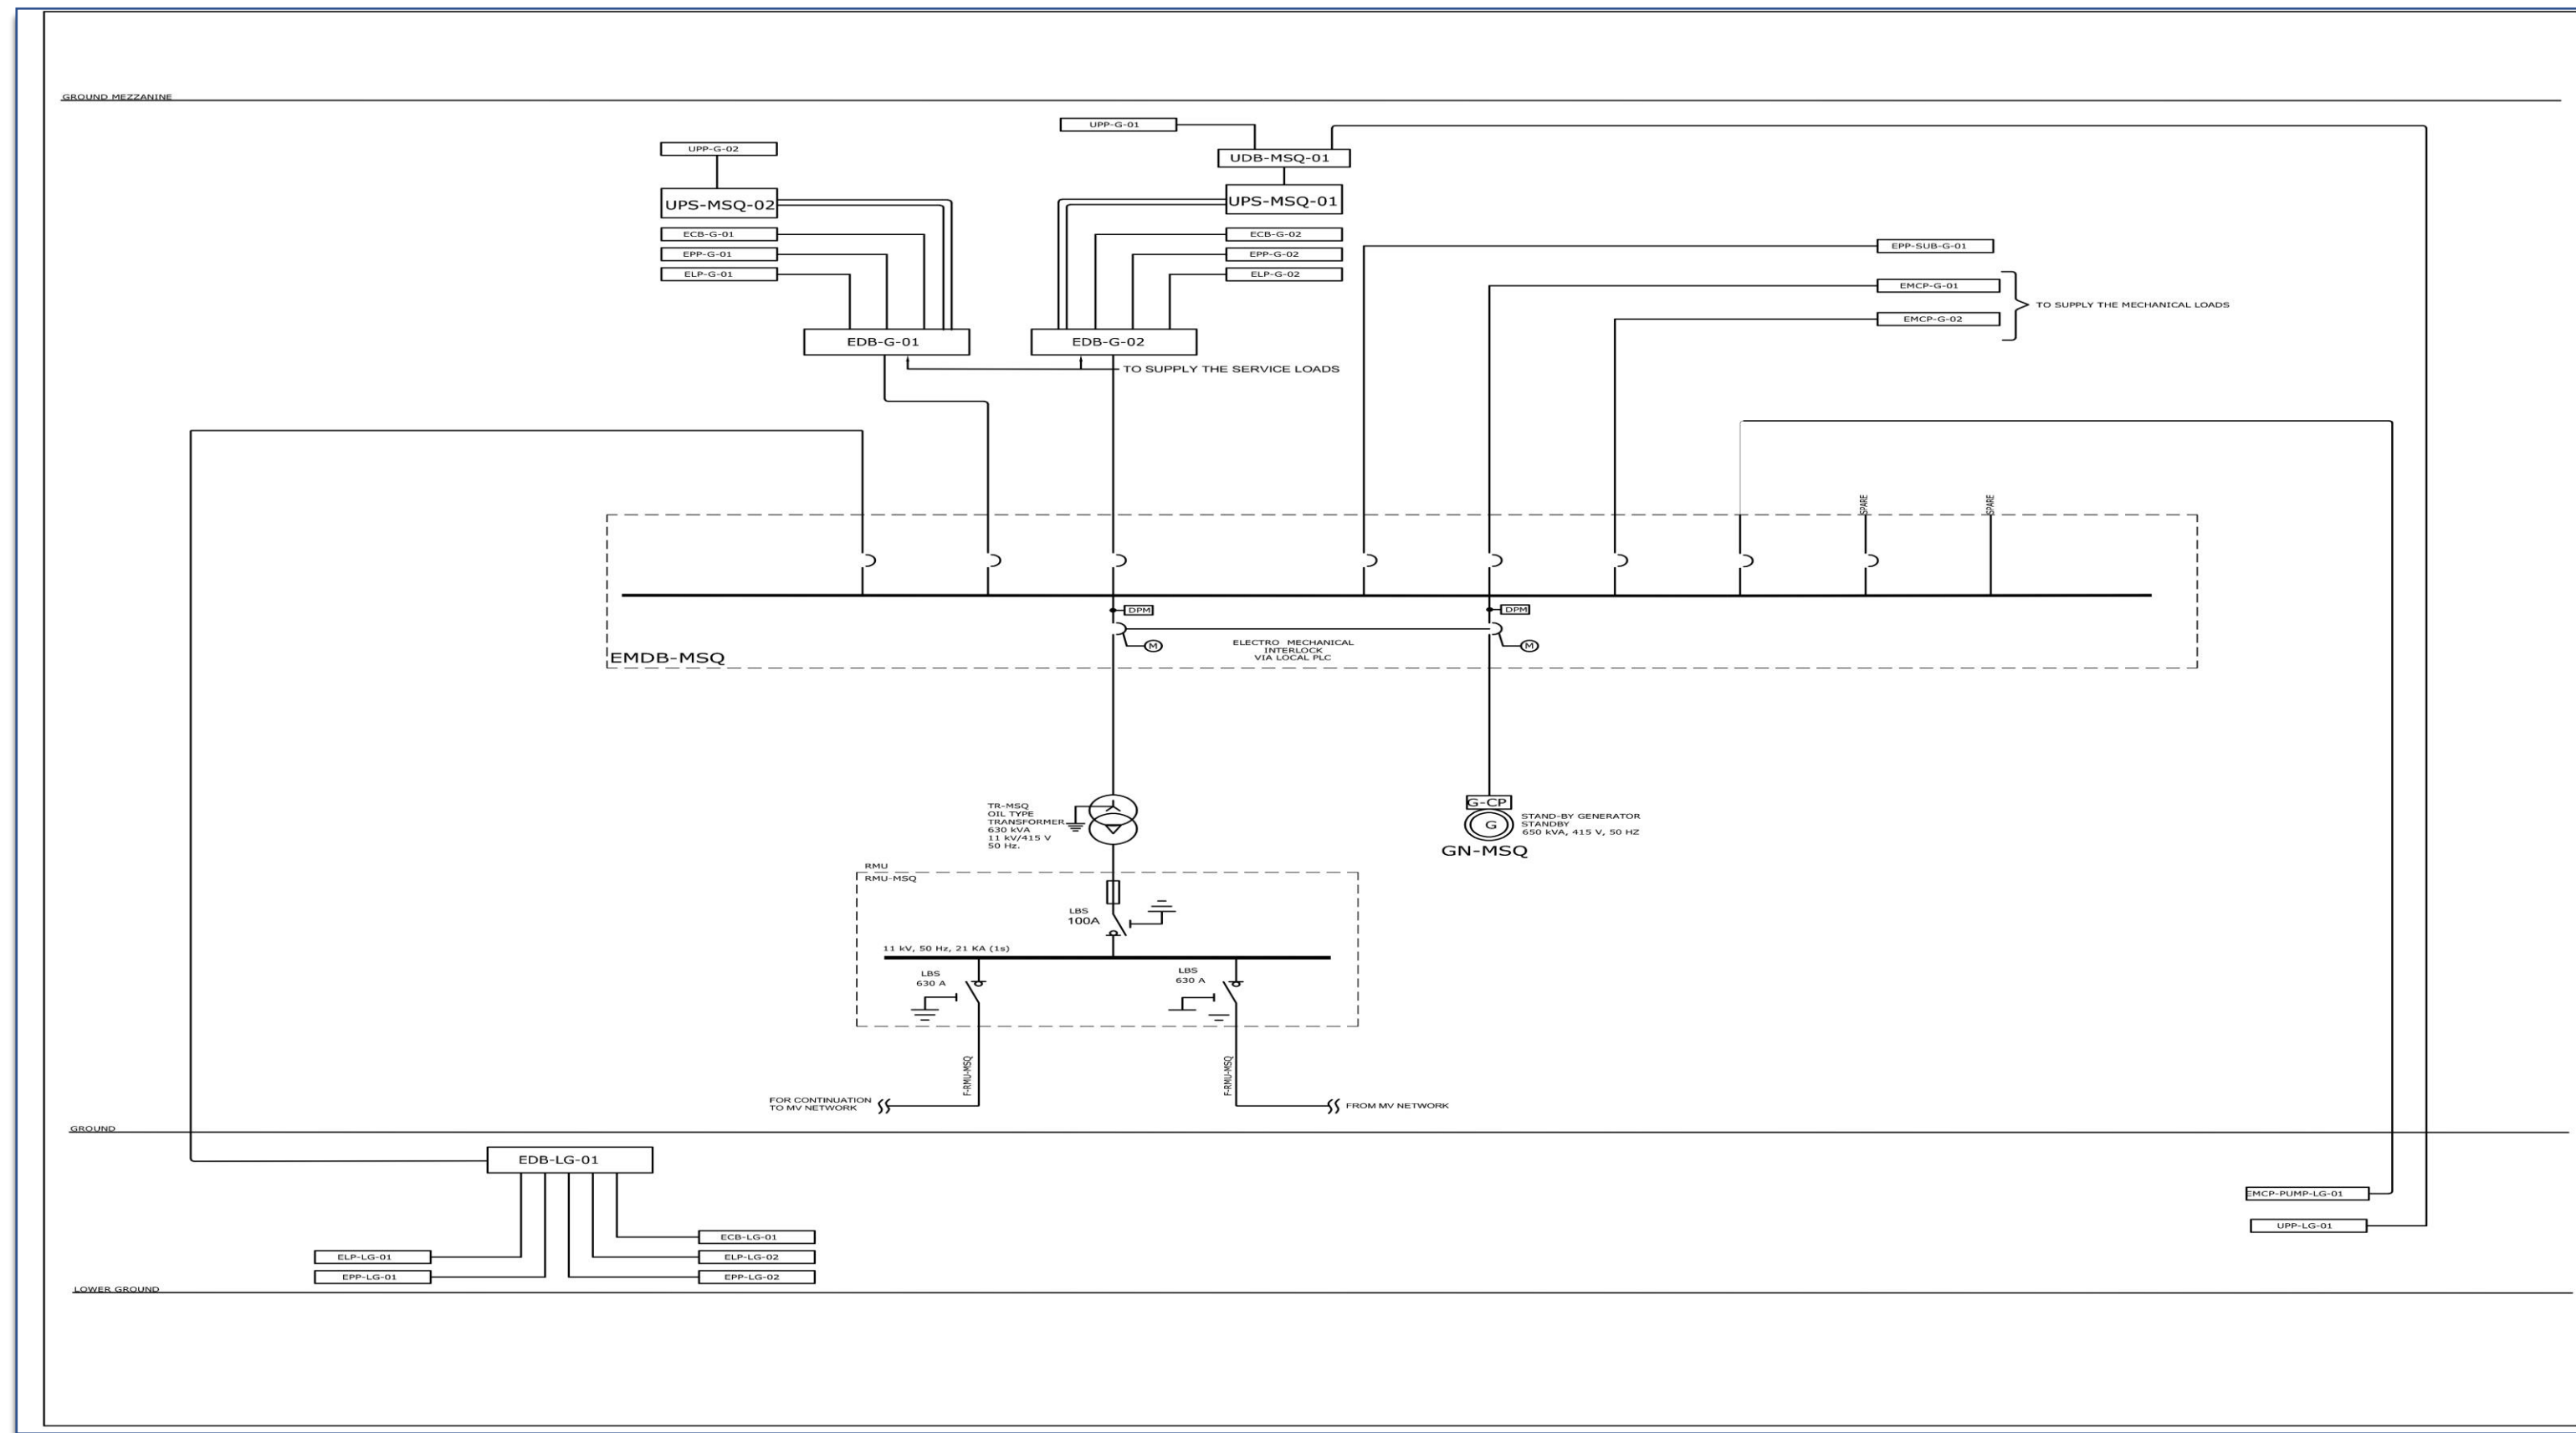 GROUND MEZZANINE
UPP-G-01
UPP-G-02
UDB-MSQ-01
UPS-MSQ-02
UPS-MSQ-01
ECB-G-01
ECB-G-02
EPP-G-01
EPP-G-02
ELP-G-01
ELP-G-02
EPP-SUB-G-01
EMCP-G-01
TO SUPPLY THE MECHANICAL LOADS
EMCP-G-02
EDB-G-01
EDB-G-02
TO SUPPLY THE SERVICE LOADS
SPARE
SPARE
DPM
DPM
M
M
ELECTRO MECHANICAL
INTERLOCK
VIA LOCAL PLC
EMDB-MSQ
TR-MSQ
OIL TYPE
TRANSFORMER
630 kVA
11 kV/415 V
50 Hz.
G-CP
G
STAND-BY GENERATOR
STANDBY
650 kVA, 415 V, 50 HZ
GN-MSQ
RMU
RMU-MSQ
LBS
100A
11 kV, 50 Hz, 21 KA (1s)
LBS
630 A
LBS
630 A
F-RMU-MSQ
F-RMU-MSQ
FOR CONTINUATION
TO MV NETWORK
FROM MV NETWORK
GROUND
EDB-LG-01
EMCP-PUMP-LG-01
UPP-LG-01
ECB-LG-01
ELP-LG-01
ELP-LG-02
EPP-LG-01
EPP-LG-02
LOWER GROUND